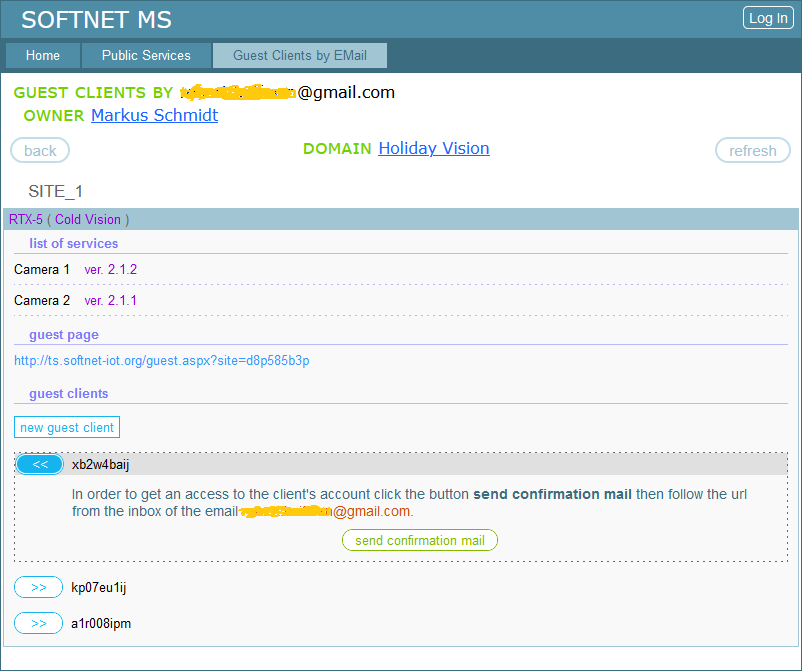 SOFTNET MS
Log In
Home
Public Services
Guest Clients by EMail
GUEST CLIENTS BY @gmail.com
OWNER Markus Schmidt
back
DOMAIN Holiday Vision
refresh
SITE_1
RTX-5 ( Cold Vision )
list of services
Camera 1 ver. 2.1.2
Camera 2 ver. 2.1.1
guest page
http://ts.softnet-iot.org/guest.aspx?site=d8p585b3p
guest clients
new guest client
<< xb2w4baij
In order to get an access to the client's account click the button send confirmation mail then follow the url
from the inbox of the email @gmail.com.
send confirmation mail
>> kp07eu1ij
>> a1r008ipm